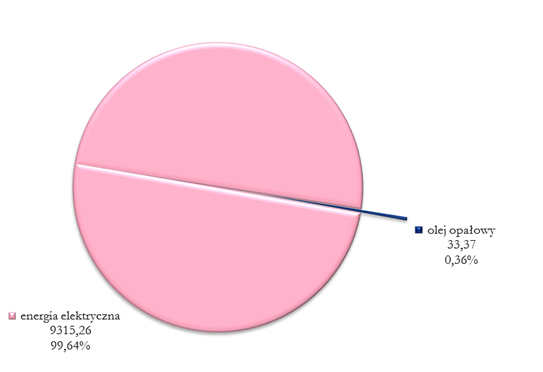 olej opałowy
33,37
0,36%
energia elektryczna
9315,26
99,64%